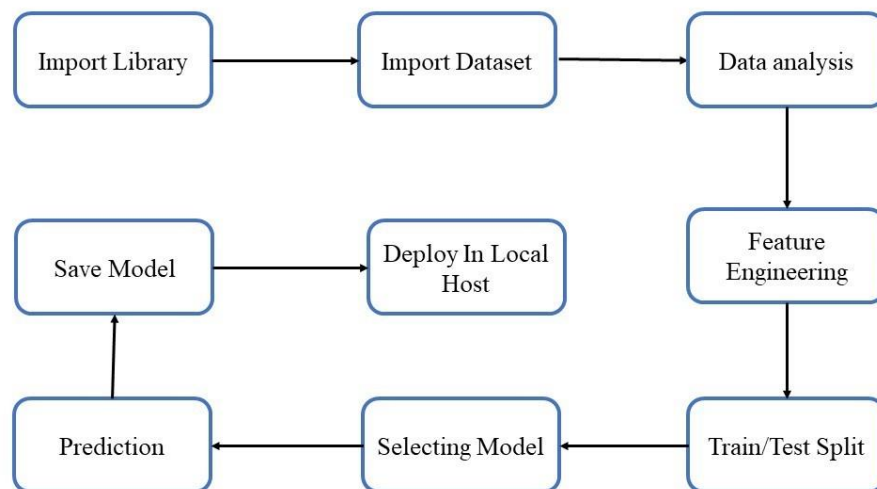 Import Library
Import Dataset
Data analysis
Feature
Engineering
Train/Test Split
Selecting Model
Prediction
Save Model
Deploy In Local
Host